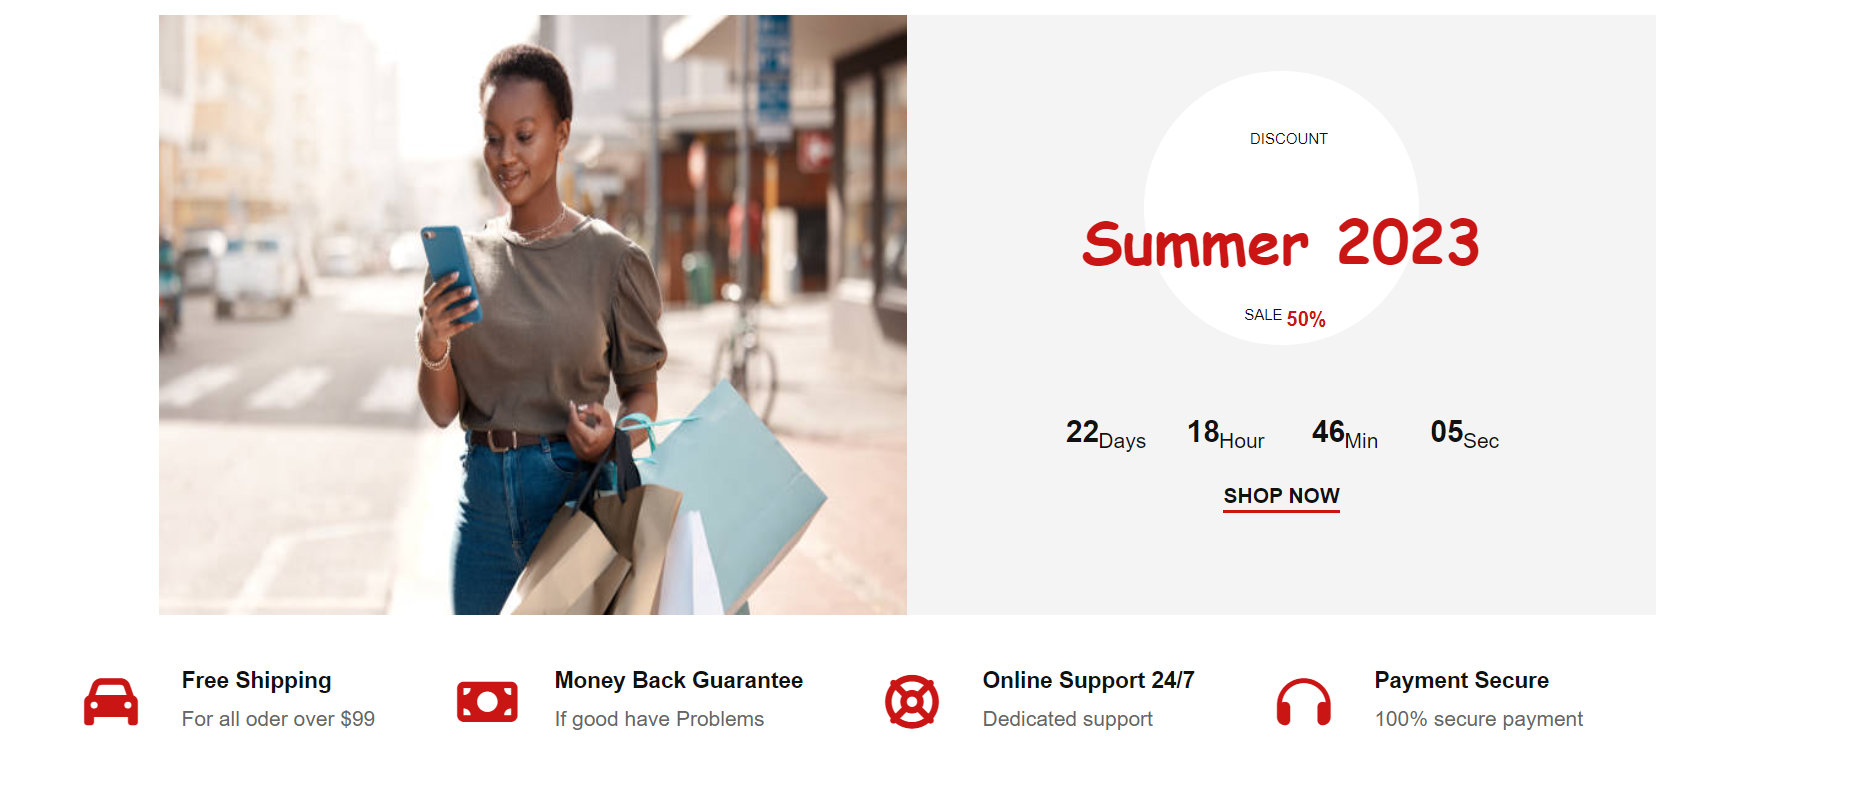 DISCOUNT
Summer 2023
SALE 50%
22Days 18Hour 46Min 05Sec
SHOP NOW
Free Shipping
For all oder over $99
Money Back Guarantee
If good have Problems
Online Support 24/7
Dedicated support
Payment Secure
100% secure payment